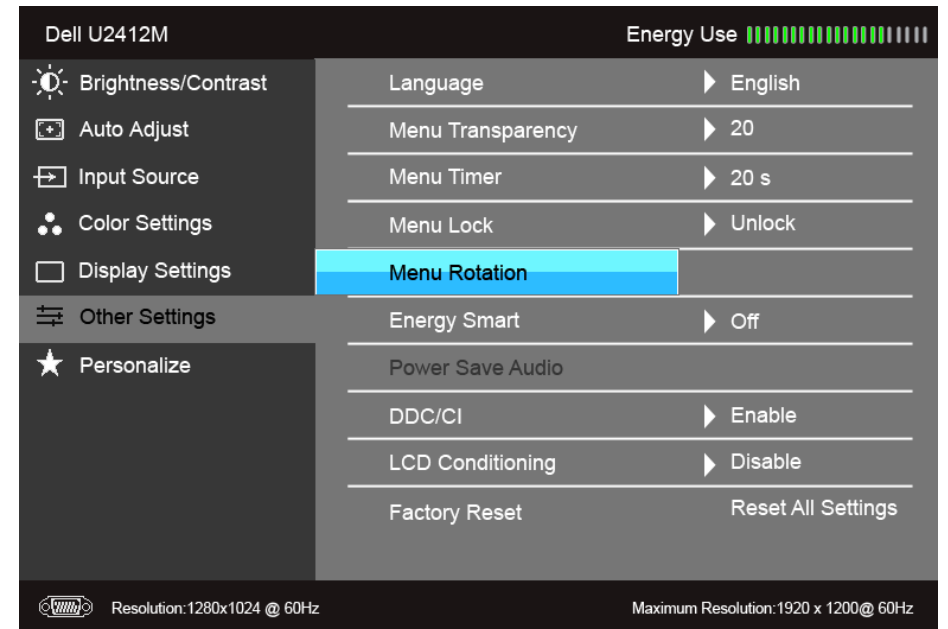 Dell U2412M Energy Use
Brightness/Contrast Language English
Auto Adjust Menu Transparency 20
Input Source Menu Timer 20 s
Color Settings Menu Lock Unlock
Display Settings Menu Rotation
Other Settings Energy Smart Off
Personalize Power Save Audio
DDC/CI Enable
LCD Conditioning Disable
Factory Reset Reset All Settings
Resolution:1280x1024 @ 60Hz Maximum Resolution:1920 x 1200@ 60Hz